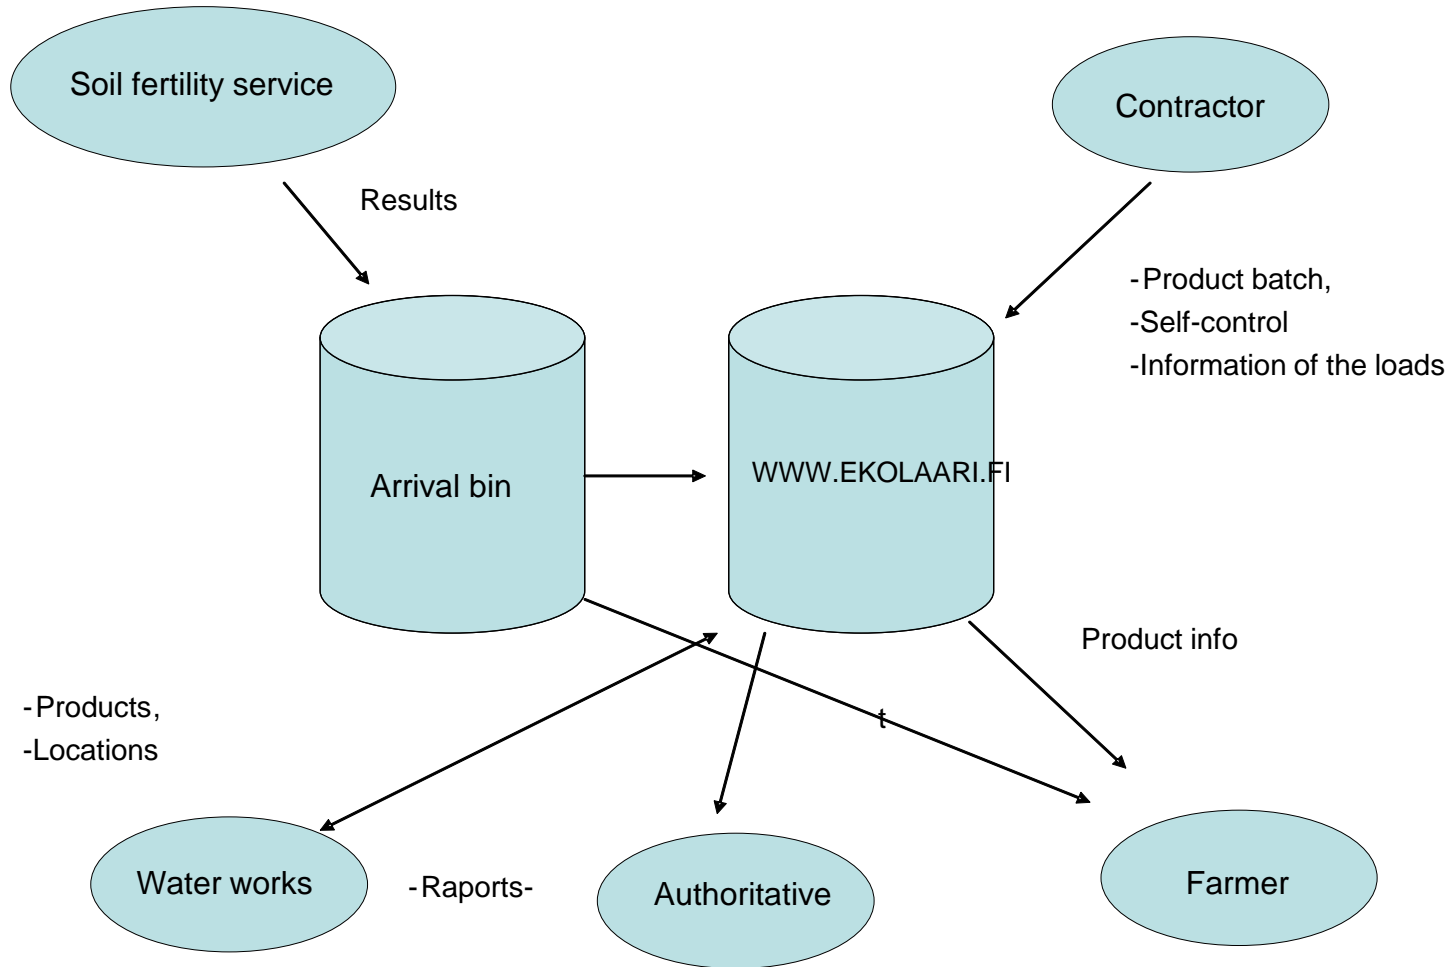 Soil fertility service
Contractor
Results
-Product batch,
-Self-control
-Information of the loads
Arrival bin
WWW.EKOLAARI.FI
Product info
-Products,
-Locations
t
Water works
-Raports-
Authoritative
Farmer